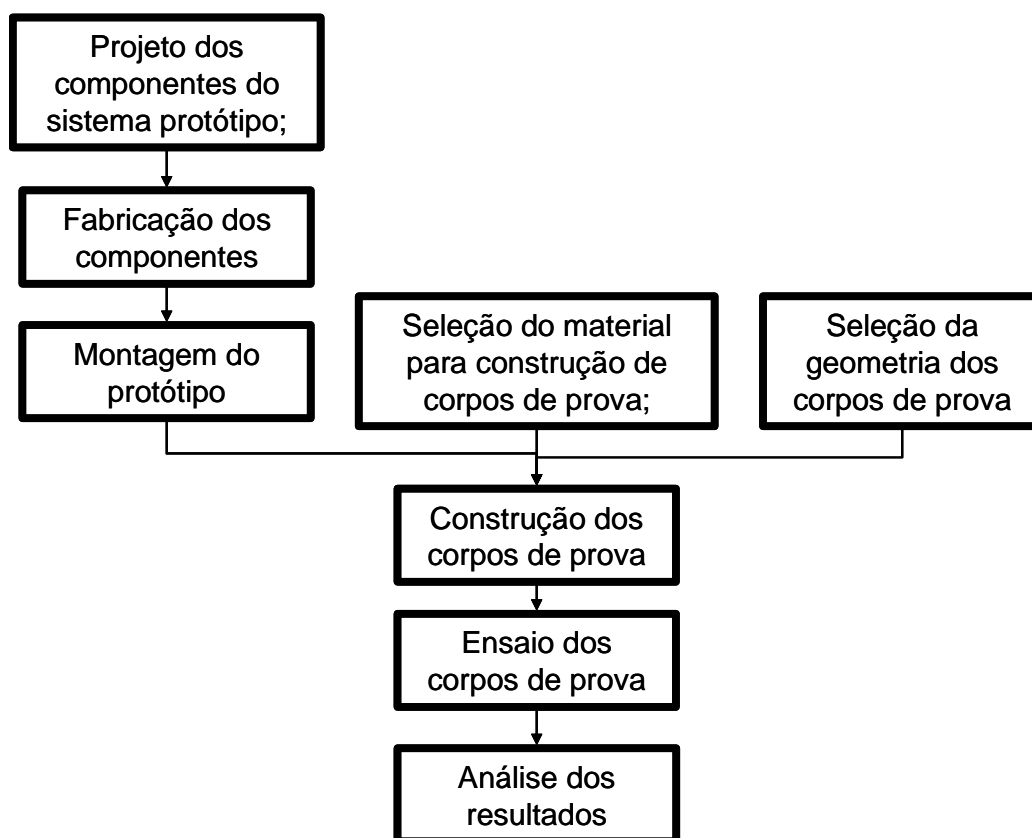 Projeto dos
componentes do
sistema protótipo;
Fabricação dos
componentes
Montagem do
protótipo
Seleção do material
para construção de
corpos de prova;
Seleção da
geometria dos
corpos de prova
Construção dos
corpos de prova
Ensaio dos
corpos de prova
Análise dos
resultados